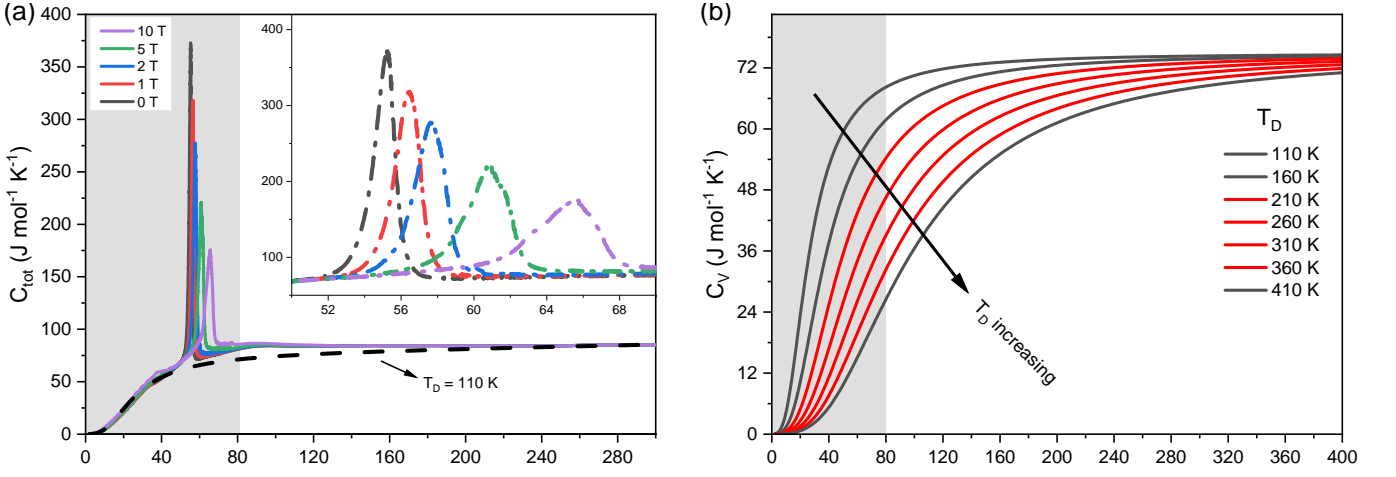 (a)
C_tot (J mol⁻¹ K⁻¹)
400
350
300
250
200
150
100
50
0
10 T
5 T
2 T
1 T
0 T
400
300
200
100
52 56 60 64 68
T_D = 110 K
0 40 80 120 160 200 240 280
(b)
C_V (J mol⁻¹ K⁻¹)
72
60
48
36
24
12
0
T_D
110 K
160 K
210 K
260 K
310 K
360 K
410 K
T_D increasing
0 40 80 120 160 200 240 280 320 360 400